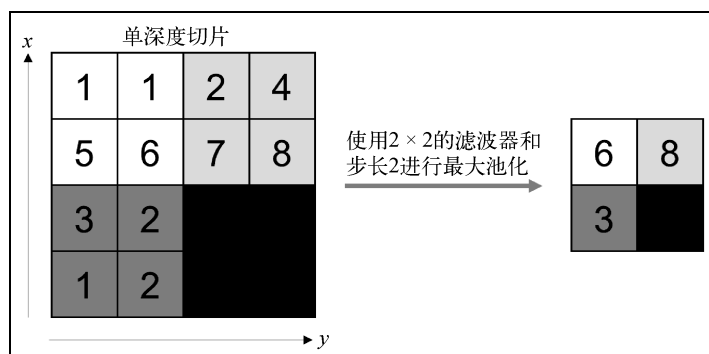 单深度切片
x
1 1 2 4
5 6 7 8
3 2
1 2
y
使用2 × 2的滤波器和
步长2进行最大池化
6 8
3